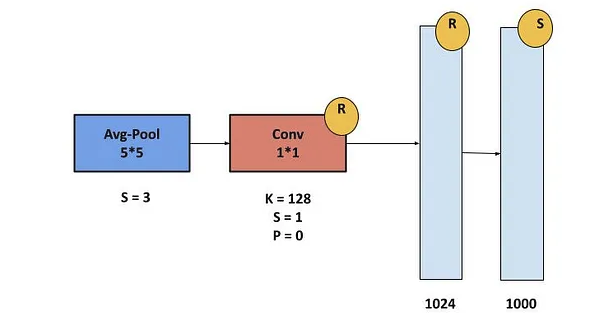 Avg-Pool
5*5
S = 3
R
Conv
1*1
K = 128
S = 1
P = 0
R
1024
S
1000